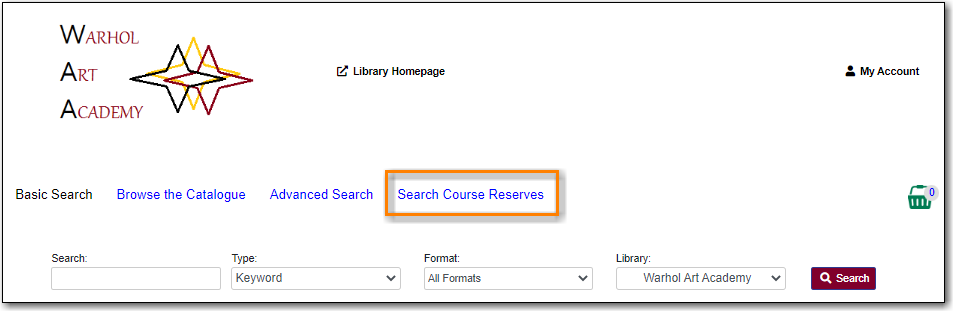 WARHOL
ART
ACADEMY
Library Homepage
My Account
Basic Search Browse the Catalogue Advanced Search Search Course Reserves 0
Search: Type: Format: Library:
Keyword All Formats Warhol Art Academy Search